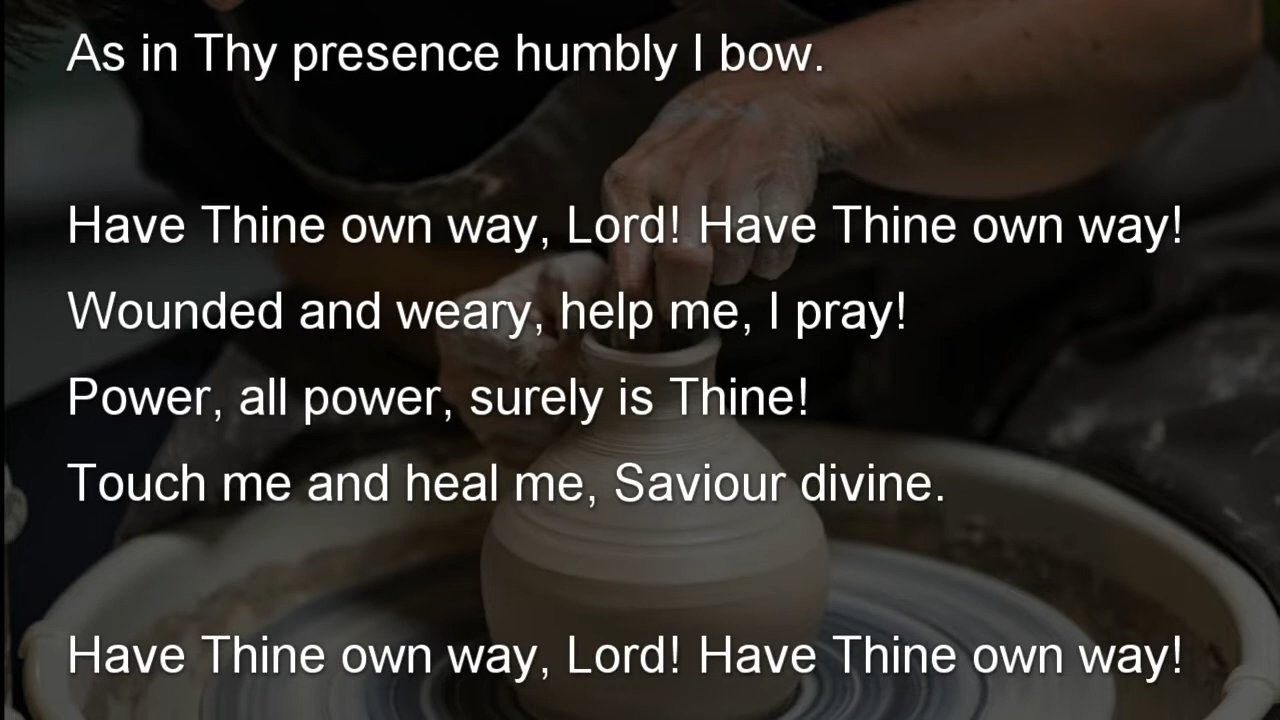 As in Thy presence humbly I bow.
Have Thine own way, Lord! Have Thine own way!
Wounded and weary, help me, I pray!
Power, all power, surely is Thine!
Touch me and heal me, Saviour divine.
Have Thine own way, Lord! Have Thine own way!